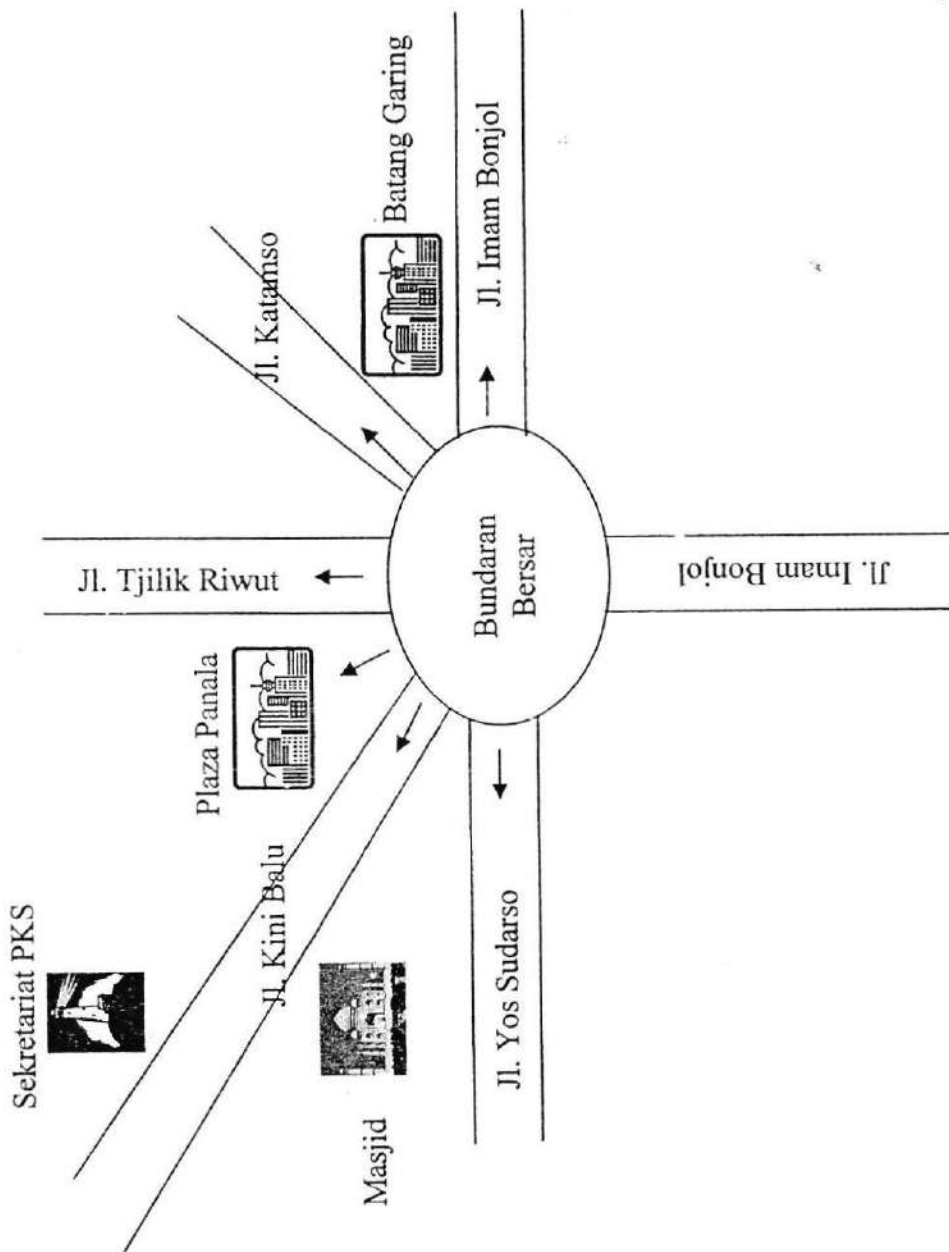 Sekretariat PKS
Jl. Kini Balu
Masjid
Plaza Panala
Jl. Tjilik Riwut
Jl. Katamso
Batang Garing
Jl. Yos Sudarso
Bundaran
Bersar
Jl. Imam Bonjol
Jl. Imam Bonjol